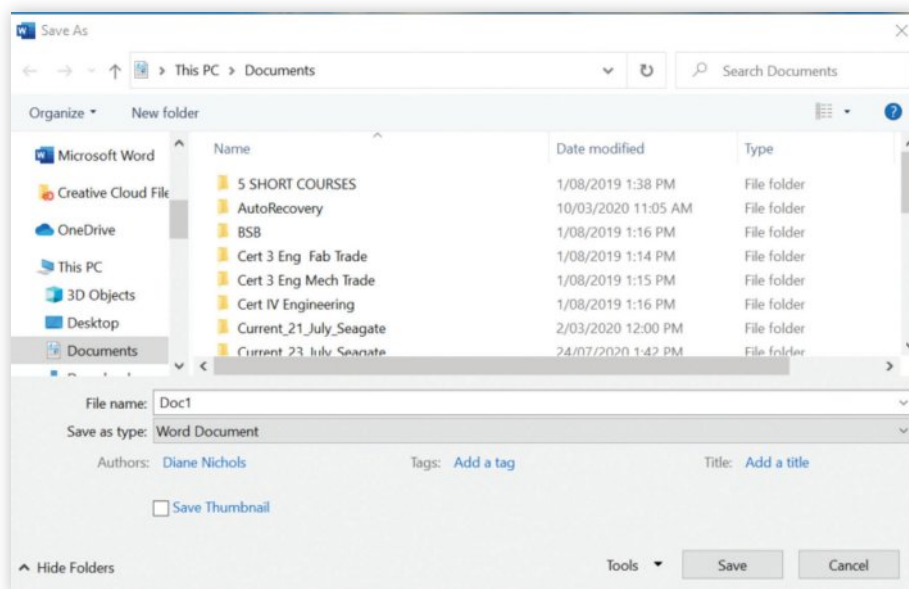 Save As
This PC > Documents
Search Documents
Organize
New folder
Microsoft Word
Creative Cloud File
OneDrive
This PC
3D Objects
Desktop
Documents
Name Date modified Type
5 SHORT COURSES 1/08/2019 1:38 PM File folder
AutoRecovery 10/03/2020 11:05 AM File folder
BSB 1/08/2019 1:16 PM File folder
Cert 3 Eng Fab Trade 1/08/2019 1:14 PM File folder
Cert 3 Eng Mech Trade 1/08/2019 1:15 PM File folder
Cert IV Engineering 1/08/2019 1:16 PM File folder
Current_21_July_Seagate 2/03/2020 12:00 PM File folder
Current_23_July_Seagate 24/07/2020 1:42 PM File folder
File name: Doc1
Save as type: Word Document
Authors: Diane Nichols Tags: Add a tag Title: Add a title
Save Thumbnail
Hide Folders Tools Save Cancel